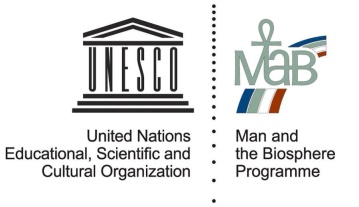 UNESCO
MaB
United Nations
Educational, Scientific and
Cultural Organization
Man and
the Biosphere
Programme